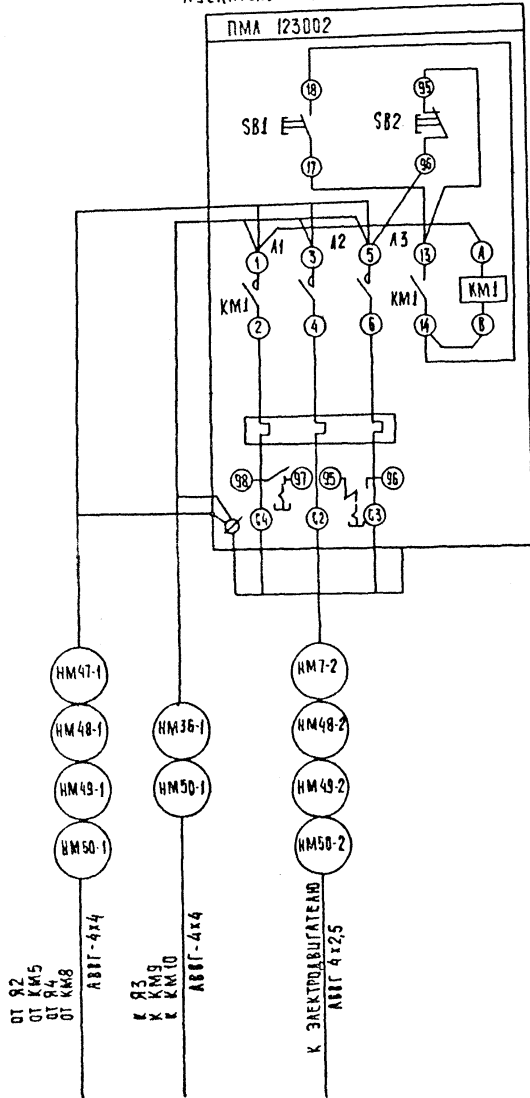 ПМЛ 123002
18
95
SB1
SB2
17
96
A1
A2
A3
1
3
5
13
A
KM1
KM1
KM1
2
4
6
14
B
98
97
95
96
C4
C2
C3
HM47-1
HM7-2
HM48-1
HM36-1
HM48-2
HM49-1
HM50-1
HM49-2
HM50-1
HM50-2
ОТ Я2
ОТ КМ5
ОТ Я4
ОТ КМ8
АВВГ-4х4
К Я3
К КМ9
К КМ10
АВВГ-4х4
К ЭЛЕКТРОДВИГАТЕЛЮ
АВВГ 4х2,5